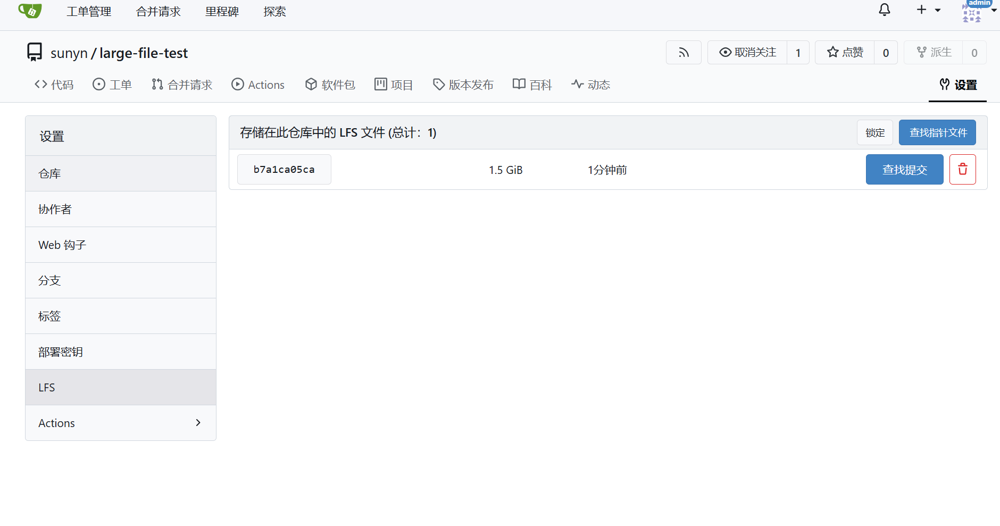 工单管理 合并请求 里程碑 探索 admin
sunyn / large-file-test 取消关注 1 点赞 0 派生 0
代码 工单 合并请求 Actions 软件包 项目 版本发布 百科 动态 设置
设置
仓库
协作者
Web 钩子
分支
标签
部署密钥
LFS
Actions
存储在此仓库中的 LFS 文件 (总计：1) 锁定 查找指针文件
b7a1ca05ca 1.5 GiB 1分钟前 查找提交